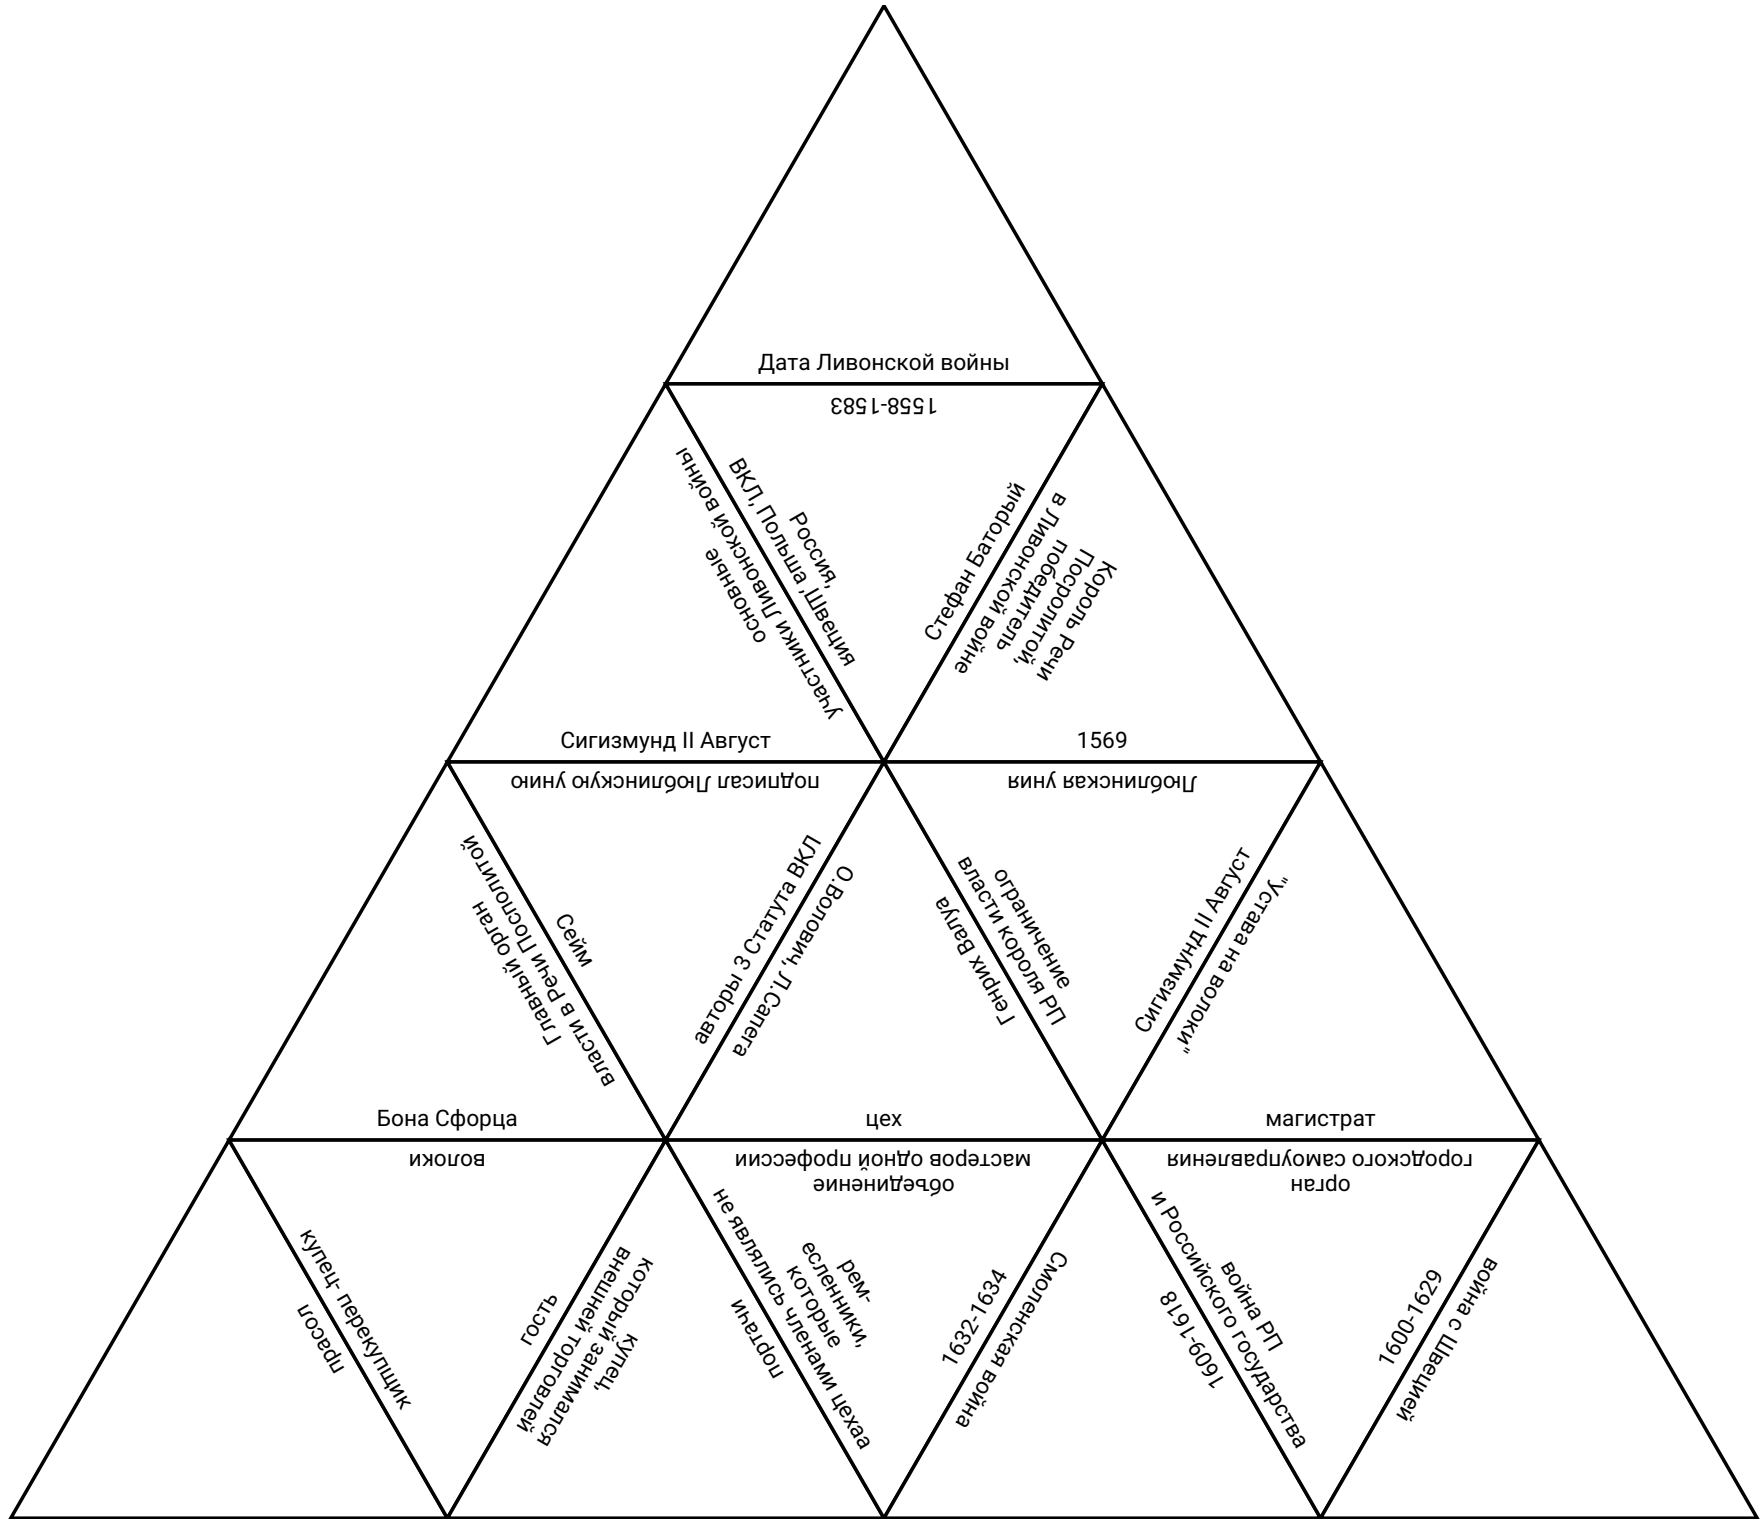 Дата Ливонской войны
1558-1583
Россия,
ВКЛ, Польша, Швеция
основные
участники Ливонской войны
Стефан Баторый
Король Речи
Посролитой,
победитель
в Ливонской войне
Сигизмунд II Август
подписал Люблинскую унию
1569
Люблинская уния
Сейм
Главный орган
власти в Речи Посполитой
авторы 3 Статута ВКЛ
О.Волович, Л.Сапега
ограничение
власти короля РП
Генрих Валуа
Сигизмунд II Август
"устава на волоки"
Бона Сфорца
волоки
цех
объединение
мастеров одной профессии
магистрат
орган
городского самоуправления
купец- перекупщик
прасол
гость
купец,
который занимался
внешней торговлей
рем-
есленники,
которые
не являлись членами цехаа
портачи
1632-1634
Смоленская война
война РП
и Российского государства
1609-1618
1600-1629
война с Швецией